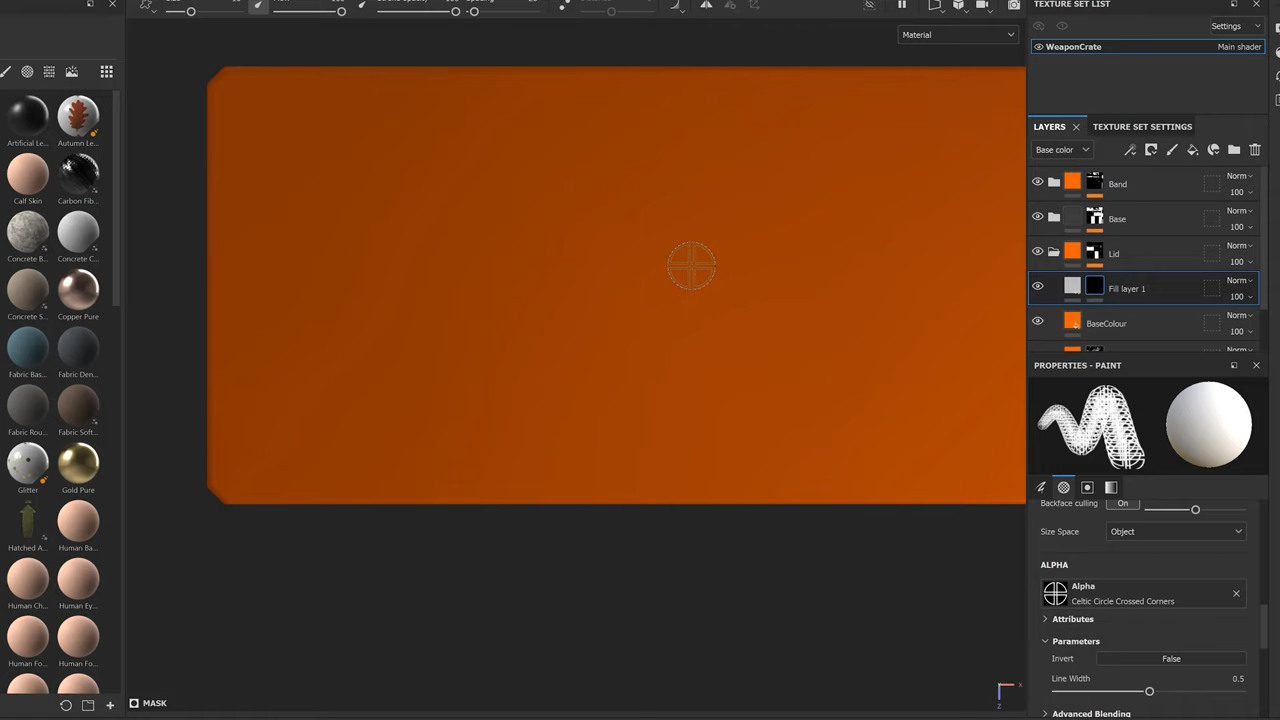 TEXTURE SET LIST
Settings
WeaponCrate
Main shader
Material
LAYERS
TEXTURE SET SETTINGS
Base color
Band
Norm
100
Base
Norm
100
Lid
Norm
100
Fill layer 1
Norm
100
BaseColour
Norm
100
Norm
PROPERTIES - PAINT
Backface culling
On
Size Space
Object
ALPHA
Alpha
Celtic Circle Crossed Corners
Attributes
Parameters
Invert
False
Line Width
0.5
Advanced Blending
Artificial Le...
Autumn Le...
Calf Skin
Carbon Fib...
Concrete B...
Concrete C...
Concrete S...
Copper Pure
Fabric Bas...
Fabric Den...
Fabric Rou...
Fabric Soft...
Glitter
Gold Pure
Hatched A...
Human Ba...
Human Ch...
Human Ey...
Human Fo...
Human Fo...
MASK
X
Z